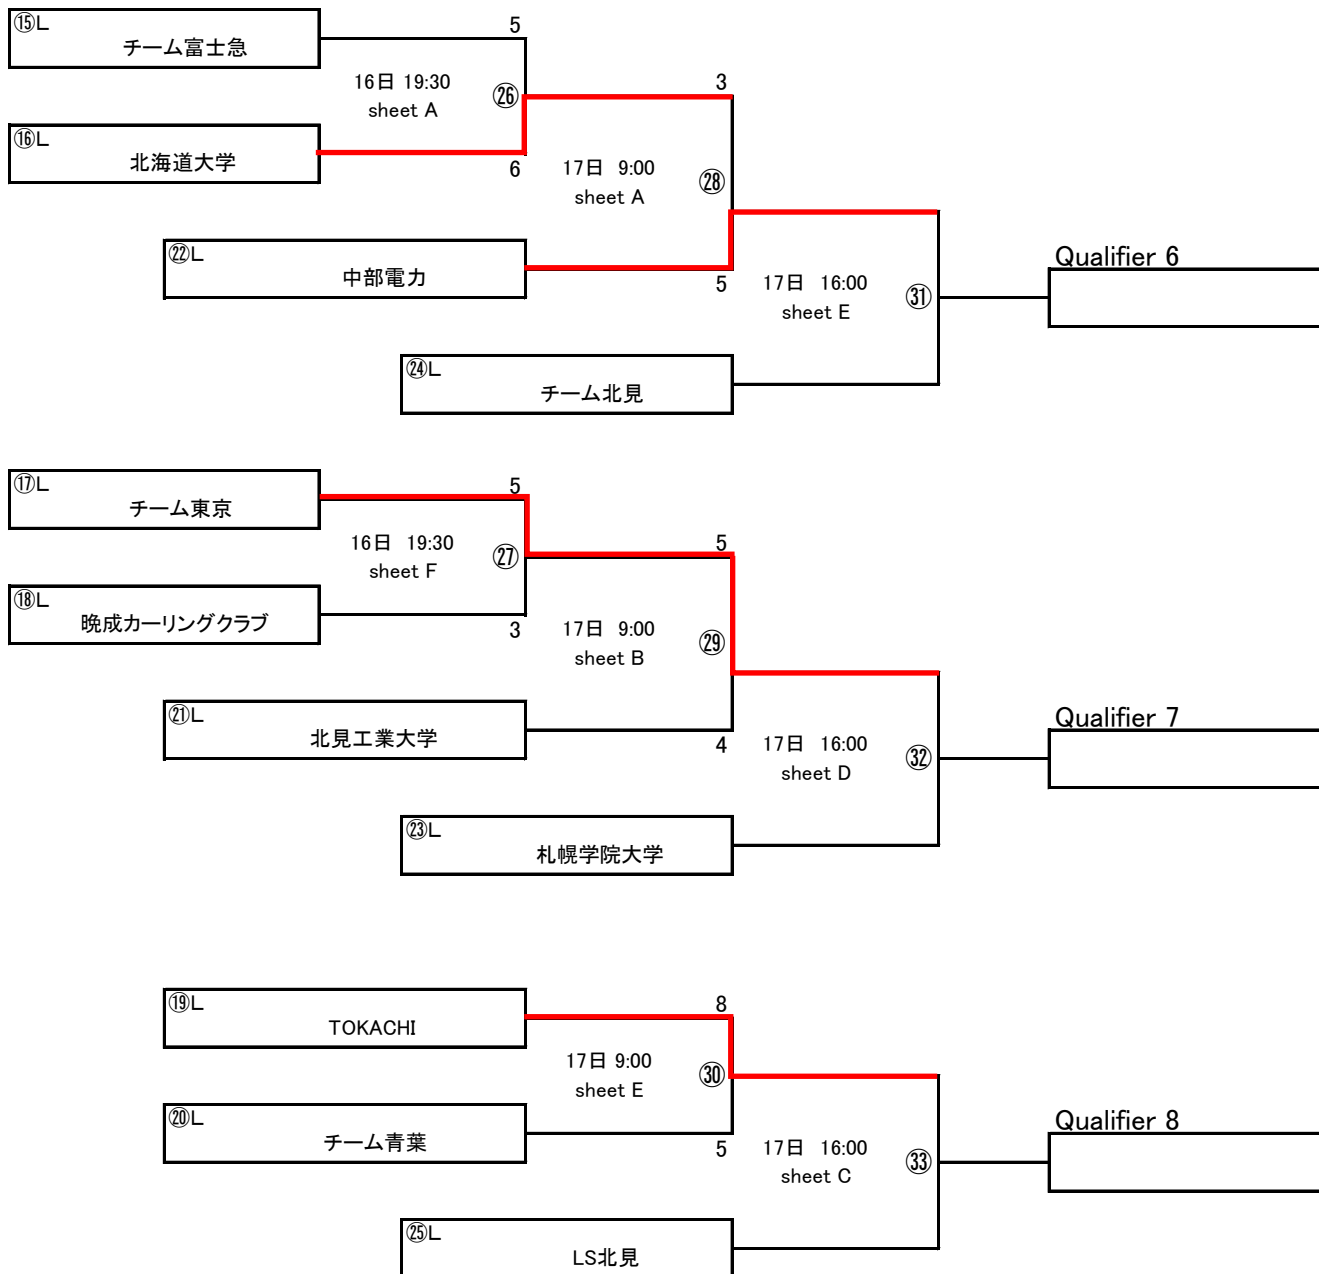 ⑮L
チーム富士急
5
16日 19:30
sheet A
㉖
3
⑯L
北海道大学
6
17日 9:00
sheet A
㉘
㉒L
中部電力
5
17日 16:00
sheet E
㉛
Qualifier 6
㉔L
チーム北見
⑰L
チーム東京
5
16日 19:30
sheet F
㉗
5
⑱L
晩成カーリングクラブ
3
17日 9:00
sheet B
㉙
㉑L
北見工業大学
4
17日 16:00
sheet D
㉜
Qualifier 7
㉓L
札幌学院大学
⑲L
TOKACHI
8
17日 9:00
sheet E
㉚
⑳L
チーム青葉
5
17日 16:00
sheet C
㉝
Qualifier 8
㉕L
LS北見